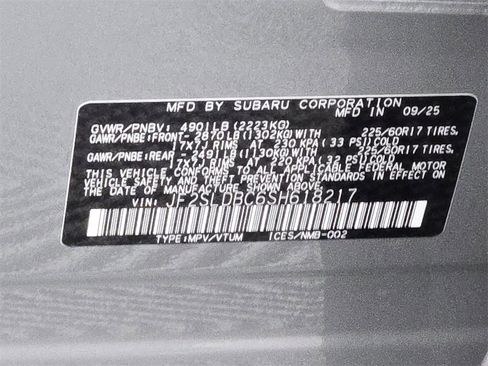 MFD BY SUBARU CORPORATION
MFD IN 09/25
GVWR/PNBV: 4901LB (2223KG)
GAWR/PNBE:FRONT- 2870LB(1302KG)WITH 225/60R17 TIRES,
17x7J RIMS AT 230 KPA (33 PSI)COLD
GAWR/PNBE:REAR- 2491LB(1130KG)WITH 225/60R17 TIRES,
17x7J RIMS AT 220 KPA (32 PSI)COLD
THIS VEHICLE CONFORMS TO ALL APPLICABLE FEDERAL MOTOR
VEHICLE SAFETY AND THEFT PREVENTION STANDARDS IN EFFECT
ON THE DATE OF MANUFACTURE SHOWN ABOVE.
VIN: JF2SLDBC6SH618217
TYPE:MPV/VTUM ICES/NMB-002